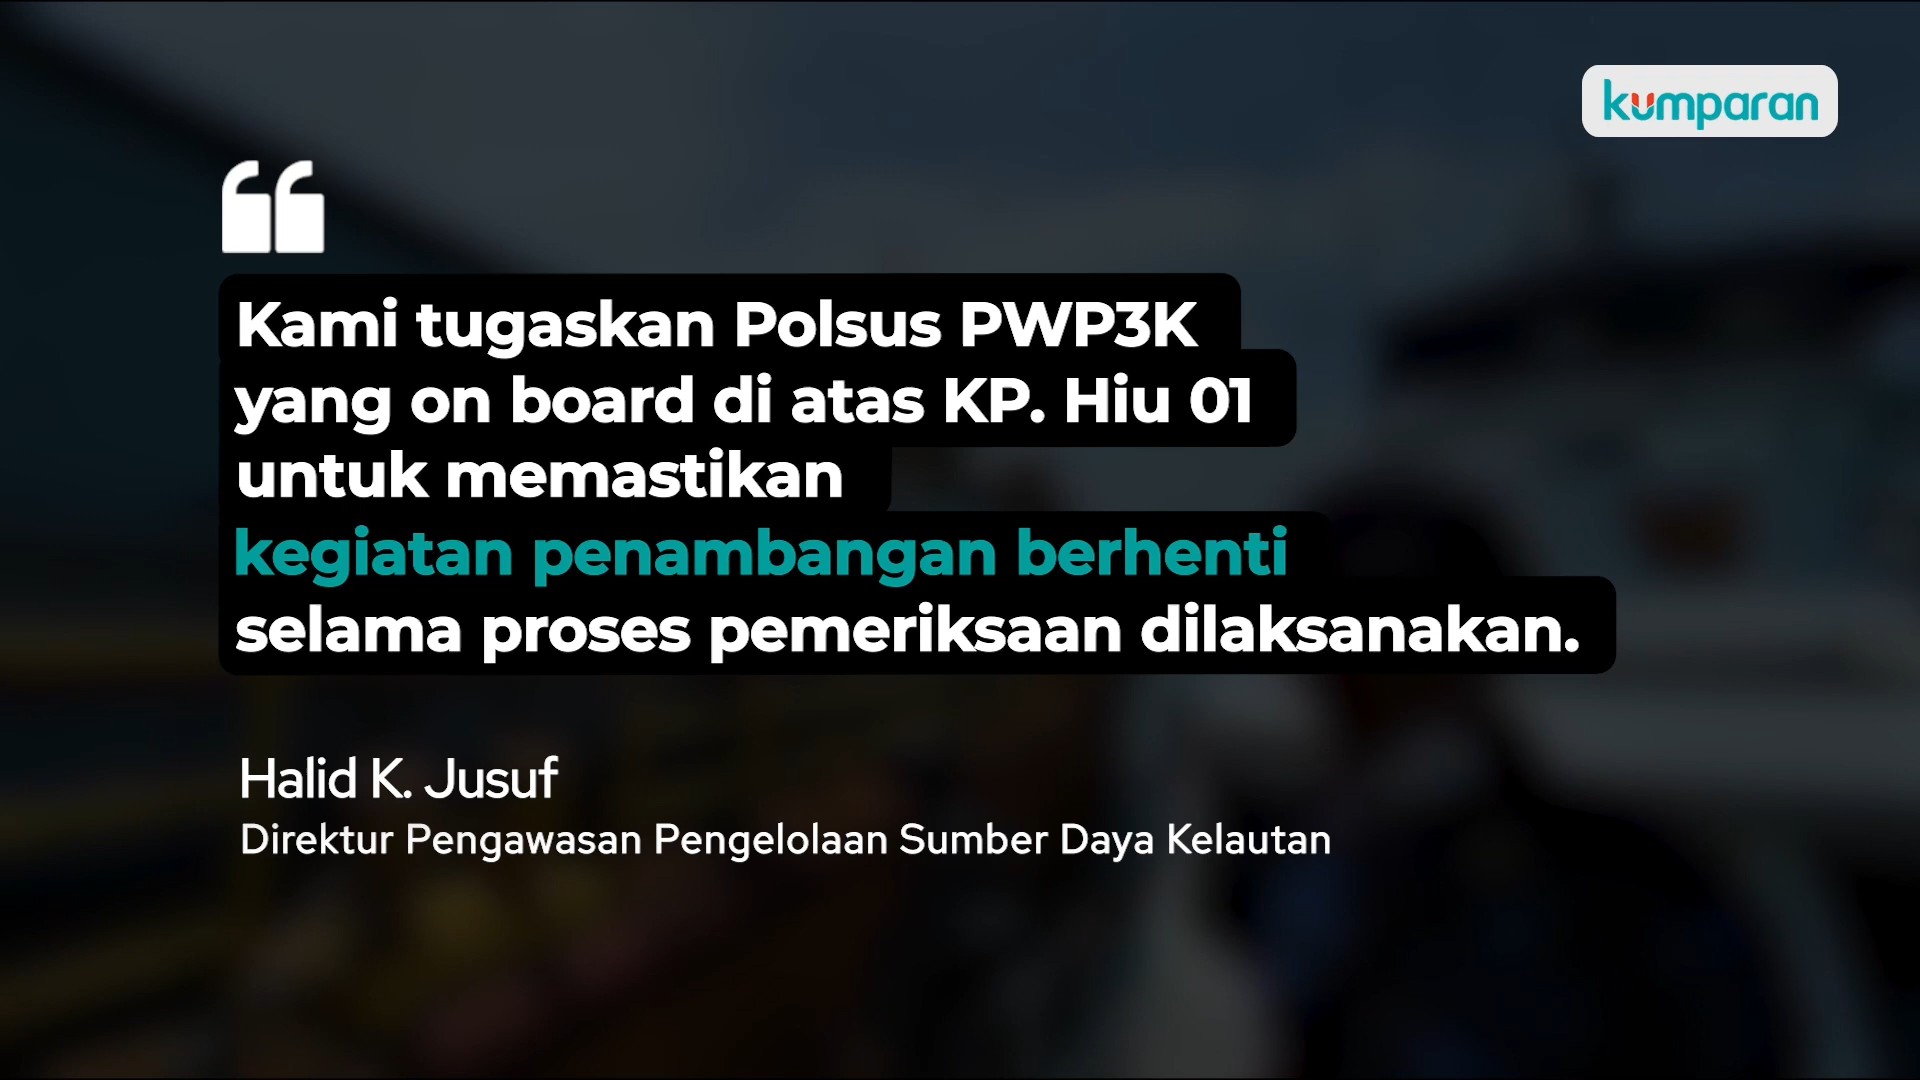 kumparan
Kami tugaskan Polsus PWP3K
yang on board di atas KP. Hiu 01
untuk memastikan
kegiatan penambangan berhenti
selama proses pemeriksaan dilaksanakan.
Halid K. Jusuf
Direktur Pengawasan Pengelolaan Sumber Daya Kelautan